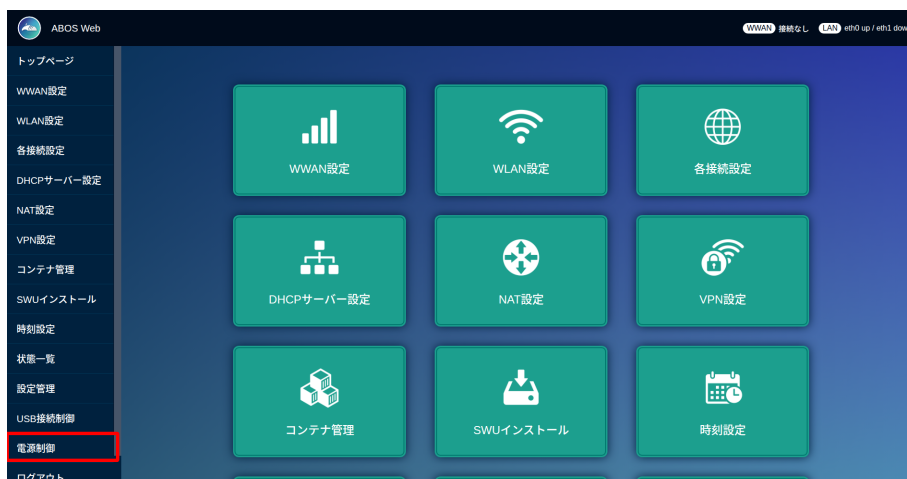 ABOS Web
WWAN 接続なし LAN eth0 up / eth1 dow
トップページ
WWAN設定
WLAN設定
各接続設定
DHCPサーバー設定
NAT設定
VPN設定
コンテナ管理
SWUインストール
時刻設定
状態一覧
設定管理
USB接続制御
電源制御
ログアウト
WWAN設定
WLAN設定
各接続設定
DHCPサーバー設定
NAT設定
VPN設定
コンテナ管理
SWUインストール
時刻設定